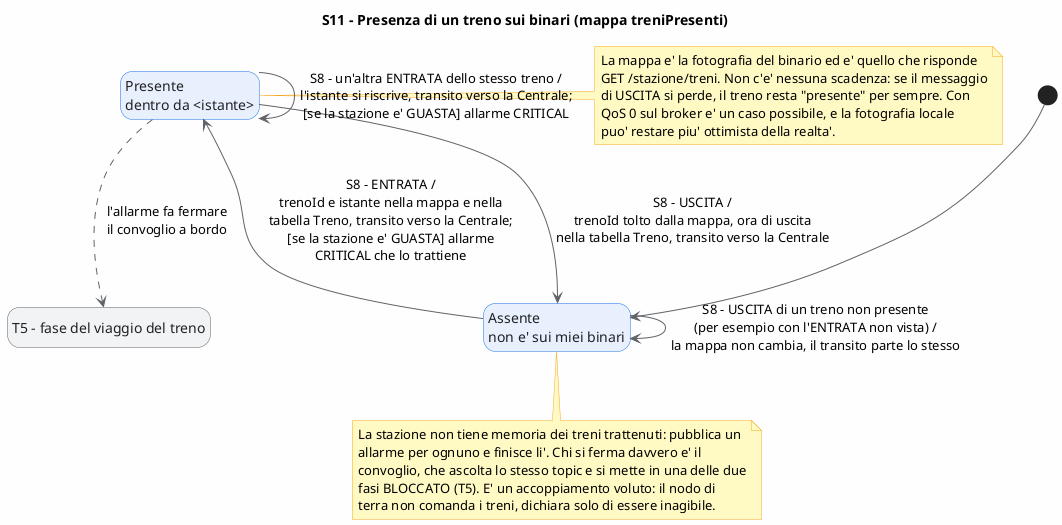 S11 - Presenza di un treno sui binari (mappa treniPresenti)
Presente
dentro da <istante>
S8 - un'altra ENTRATA dello stesso treno /
l'istante si riscrive, transito verso la Centrale;
[se la stazione e' GUASTA] allarme CRITICAL
La mappa e' la fotografia del binario ed e' quello che risponde
GET /stazione/treni. Non c'e' nessuna scadenza: se il messaggio
di USCITA si perde, il treno resta "presente" per sempre. Con
QoS 0 sul broker e' un caso possibile, e la fotografia locale
puo' restare piu' ottimista della realta'.
l'allarme fa fermare
il convoglio a bordo
S8 - ENTRATA /
trenoId e istante nella mappa e nella
tabella Treno, transito verso la Centrale;
[se la stazione e' GUASTA] allarme
CRITICAL che lo trattiene
S8 - USCITA /
trenoId tolto dalla mappa, ora di uscita
nella tabella Treno, transito verso la Centrale
T5 - fase del viaggio del treno
Assente
non e' sui miei binari
S8 - USCITA di un treno non presente
(per esempio con l'ENTRATA non vista) /
la mappa non cambia, il transito parte lo stesso
La stazione non tiene memoria dei treni trattenuti: pubblica un
allarme per ognuno e finisce li'. Chi si ferma davvero e' il
convoglio, che ascolta lo stesso topic e si mette in una delle due
fasi BLOCCATO (T5). E' un accoppiamento voluto: il nodo di
terra non comanda i treni, dichiara solo di essere inagibile.